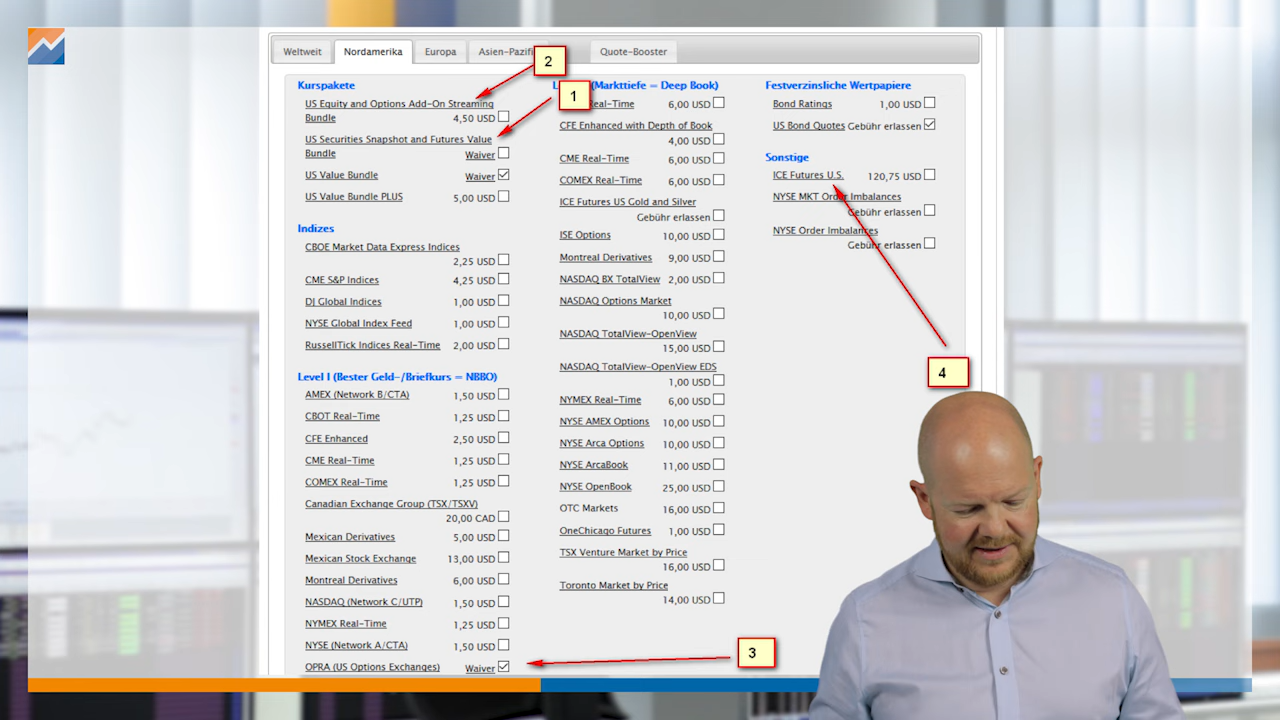 Weltweit
Nordamerika
Europa
Asien-Pazifi
Quote-Booster
Kurspakete
US Equity and Options Add-On Streaming
Bundle 4,50 USD
US Securities Snapshot and Futures Value
Bundle Waiver
US Value Bundle Waiver
US Value Bundle PLUS 5,00 USD
Indizes
CBOE Market Data Express Indices
2,25 USD
CME S&P Indices 4,25 USD
DJ Global Indices 1,00 USD
NYSE Global Index Feed 1,00 USD
RussellTick Indices Real-Time 2,00 USD
Level I (Bester Geld-/Briefkurs = NBBO)
AMEX (Network B/CTA) 1,50 USD
CBOT Real-Time 1,25 USD
CFE Enhanced 2,50 USD
CME Real-Time 1,25 USD
COMEX Real-Time 1,25 USD
Canadian Exchange Group (TSX/TSXV)
20,00 CAD
Mexican Derivatives 5,00 USD
Mexican Stock Exchange 13,00 USD
Montreal Derivatives 6,00 USD
NASDAQ (Network C/UTP) 1,50 USD
NYMEX Real-Time 1,25 USD
NYSE (Network A/CTA) 1,50 USD
OPRA (US Options Exchanges) Waiver
(Markttiefe = Deep Book)
Real-Time 6,00 USD
CFE Enhanced with Depth of Book
4,00 USD
CME Real-Time 6,00 USD
COMEX Real-Time 6,00 USD
ICE Futures US Gold and Silver
Gebühr erlassen
ISE Options 10,00 USD
Montreal Derivatives 9,00 USD
NASDAQ BX TotalView 2,00 USD
NASDAQ Options Market
10,00 USD
NASDAQ TotalView-OpenView
15,00 USD
NASDAQ TotalView-OpenView EDS
1,00 USD
NYMEX Real-Time 6,00 USD
NYSE AMEX Options 10,00 USD
NYSE Arca Options 10,00 USD
NYSE ArcaBook 11,00 USD
NYSE OpenBook 25,00 USD
OTC Markets 16,00 USD
OneChicago Futures 1,00 USD
TSX Venture Market by Price
16,00 USD
Toronto Market by Price
14,00 USD
Festverzinsliche Wertpapiere
Bond Ratings 1,00 USD
US Bond Quotes Gebühr erlassen
Sonstige
ICE Futures U.S. 120,75 USD
NYSE MKT Order Imbalances
Gebühr erlassen
NYSE Order Imbalances
Gebühr erlassen
2
1
4
3